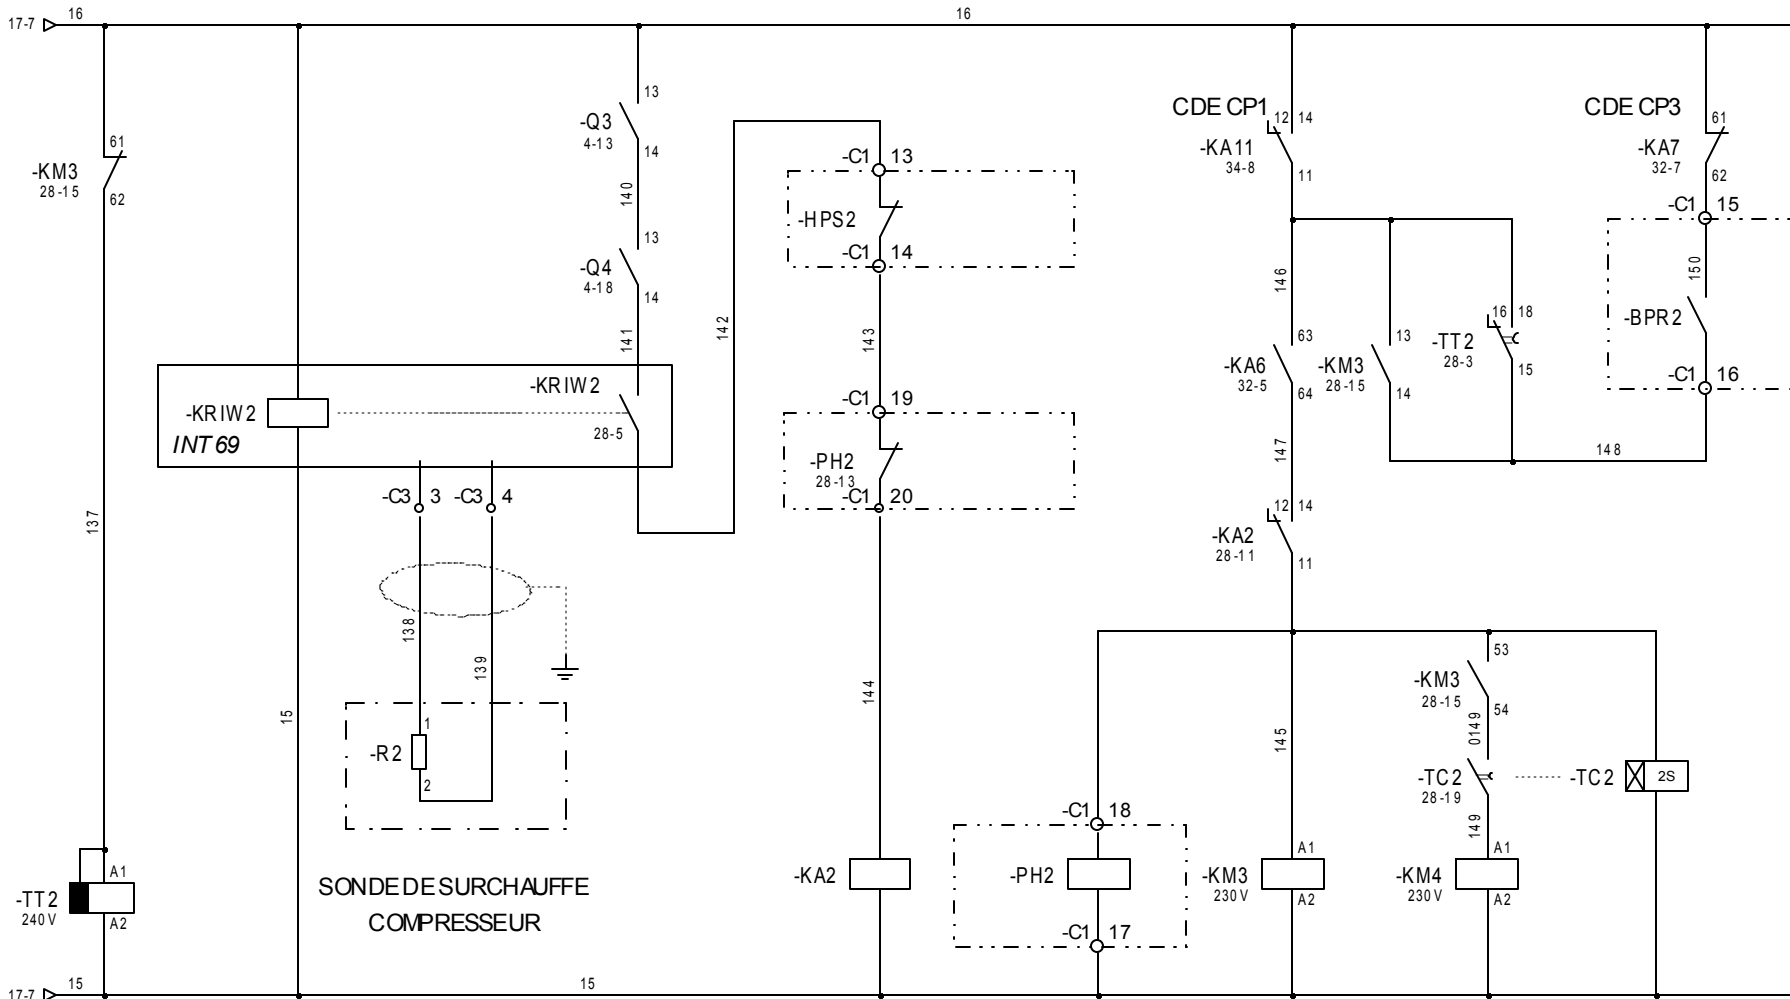 17-7
16
16
-KM3
28-15
61
62
137
-TT2
240V
A1
A2
-KRIW2
INT69
-KRIW2
28-5
15
-Q3
4-13
13
14
140
-Q4
4-18
13
14
141
142
-C3 3
-C3 4
138
139
-R2
1
2
SONDE DE SURCHAUFFE
COMPRESSEUR
-C1 13
-HPS2
-C1 14
143
-C1 19
-PH2
28-13
-C1 20
144
-KA2
CDE CP1
12 14
-KA11
34-8
11
146
63
-KA6
32-5
64
147
12 14
-KA2
28-11
11
13
-KM3
28-15
14
16 18
-TT2
28-3
15
148
CDE CP3
61
-KA7
32-7
62
-C1 15
150
-BPR2
-C1 16
-C1 18
-PH2
-C1 17
145
-KM3
230V
A1
A2
53
-KM3
28-15
54
0149
-TC2
28-19
149
-KM4
230V
A1
A2
-TC2
2S
17-7
15
15